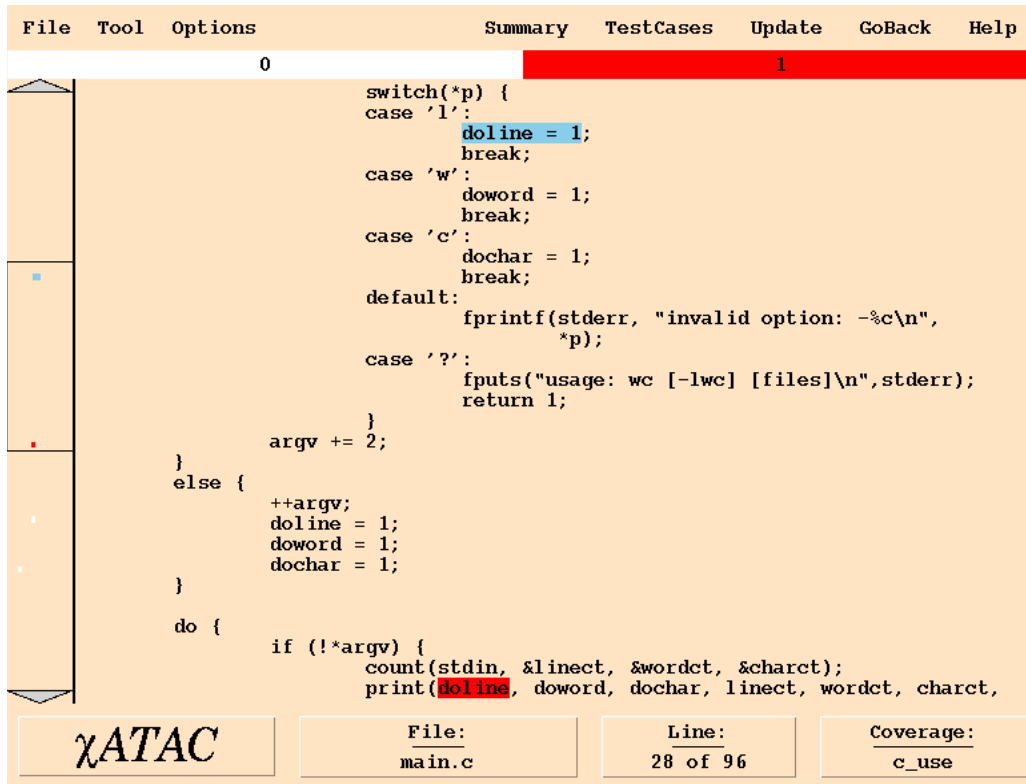 File Tool Options Summary TestCases Update GoBack Help
0 1
switch(*p) {
case 'l':
doline = 1;
break;
case 'w':
doword = 1;
break;
case 'c':
dochar = 1;
break;
default:
fprintf(stderr, "invalid option: -%c\n",
*p);
case '?':
fputs("usage: wc [-lwc] [files]\n",stderr);
return 1;
}
argv += 2;
}
else {
++argv;
doline = 1;
doword = 1;
dochar = 1;
}
do {
if (!*argv) {
count(stdin, &linect, &wordct, &charct);
print(doline, doword, dochar, linect, wordct, charct,
χATAC File: Line: Coverage:
main.c 28 of 96 c_use